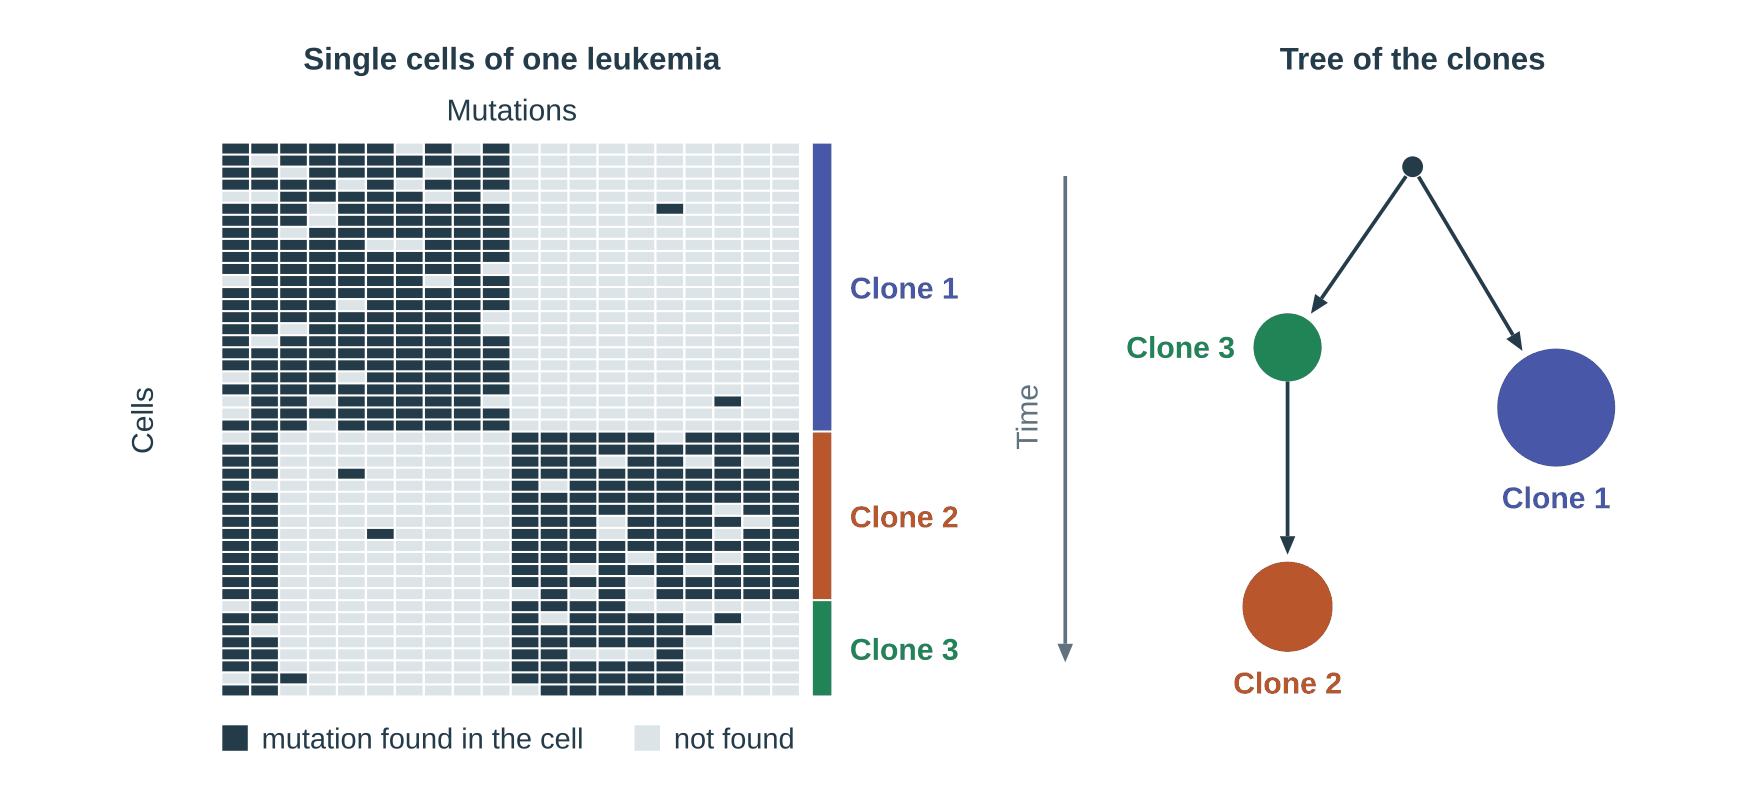 Single cells of one leukemia
Mutations
Cells
Clone 1
Clone 2
Clone 3
mutation found in the cell
not found
Tree of the clones
Time
Clone 3
Clone 1
Clone 2